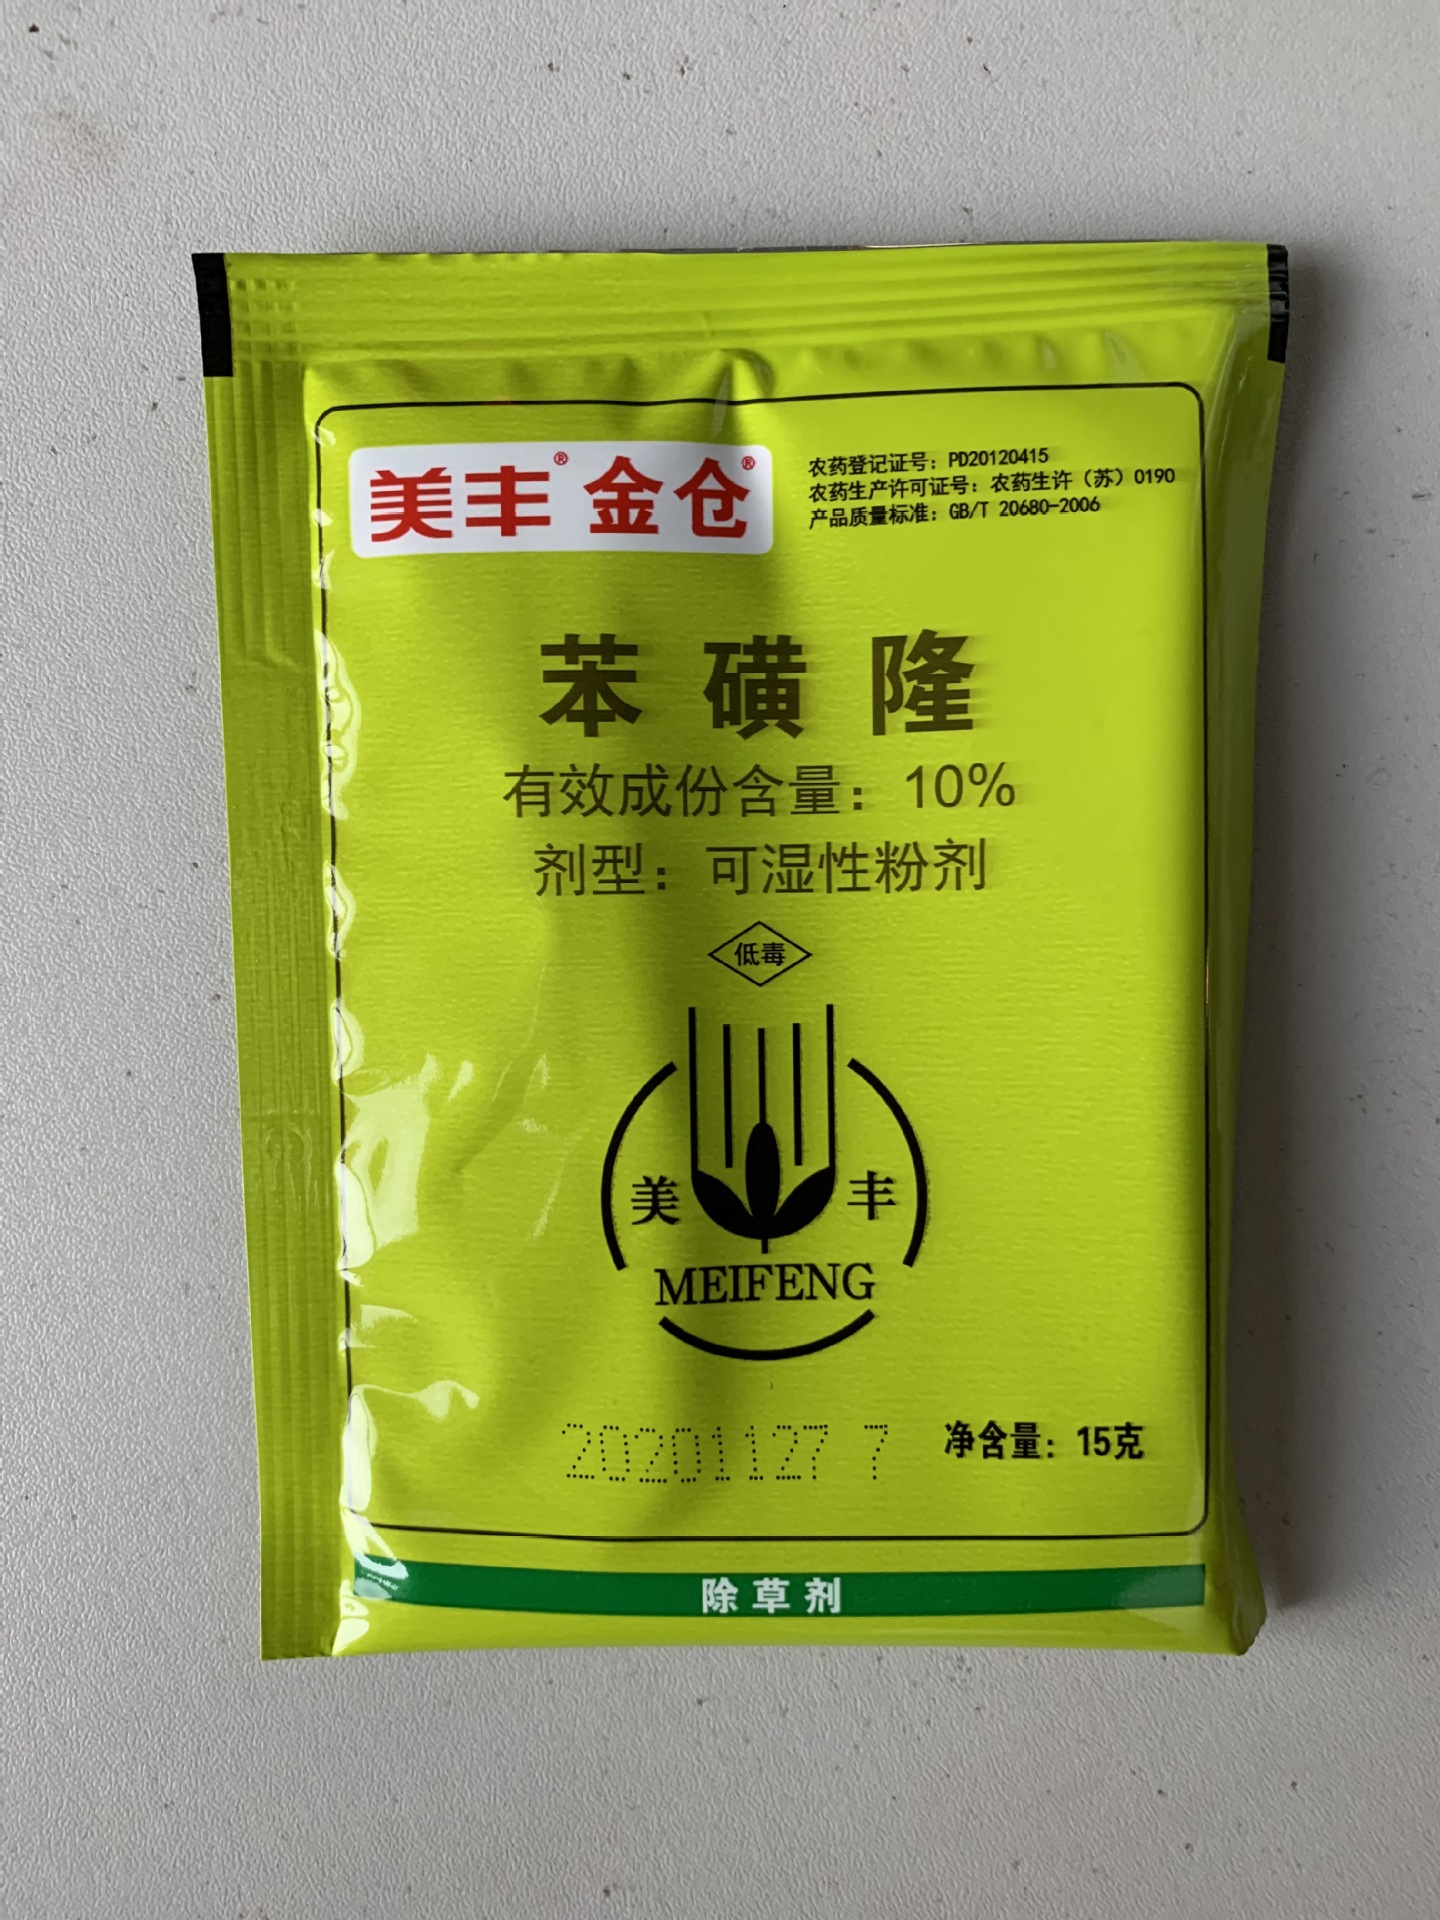 美丰® 金仓®
农药登记证号：PD20120415
农药生产许可证号：农药生许（苏）0190
产品质量标准：GB/T 20680-2006
苯磺隆
有效成份含量：10%
剂型：可湿性粉剂
低毒
美丰
MEIFENG
20201127 7
净含量：15克
除草剂